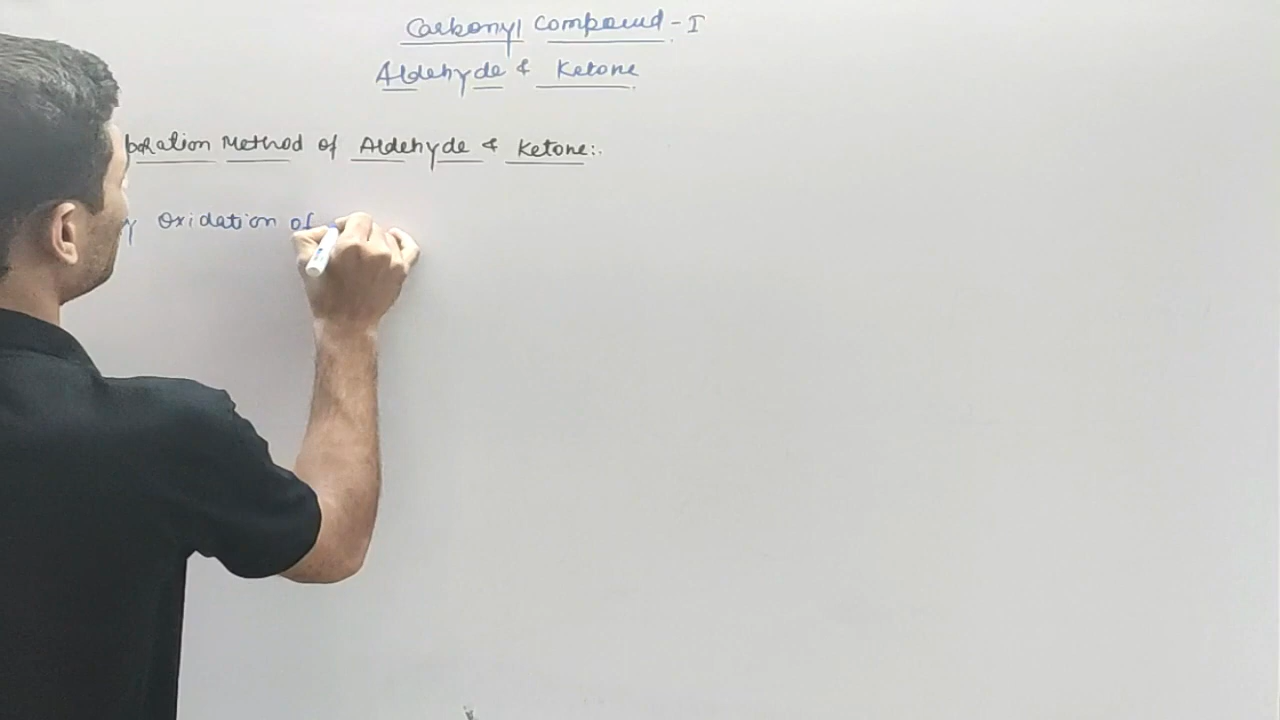 Carbonyl Compound - I
Aldehyde & Ketone
paration Method of Aldehyde & Ketone:.
y Oxidation of